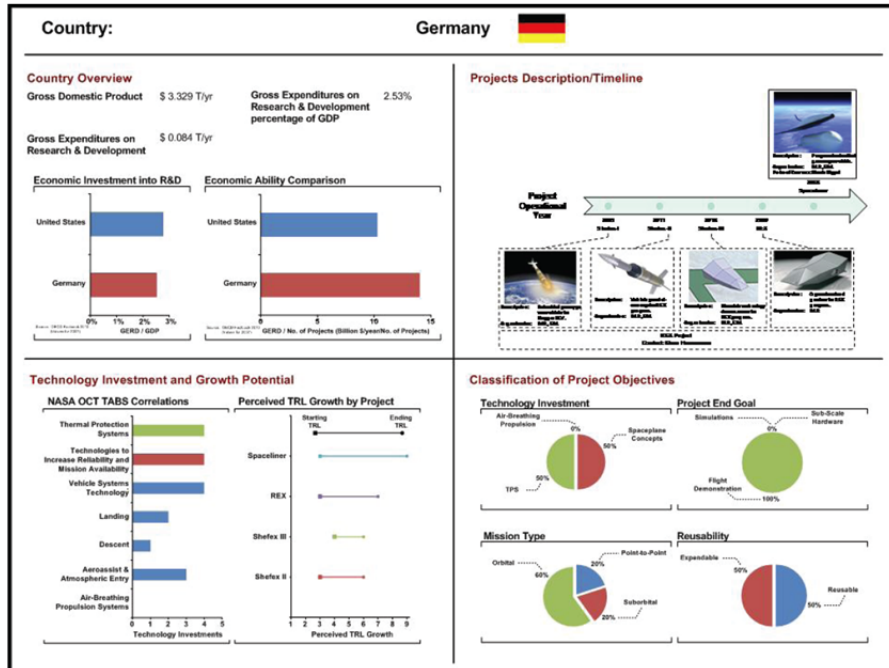 Country:
Germany
Country Overview
Gross Domestic Product
$ 3.329 T/yr
Gross Expenditures on
Research & Development
percentage of GDP
2.53%
Gross Expenditures on
Research & Development
$ 0.084 T/yr
Economic Investment into R&D
United States
Germany
0%
1%
2%
3%
GERD / GDP
Economic Ability Comparison
United States
Germany
0
5
10
15
GERD / No. of Projects (Billion $/year/No. of Projects)
Projects Description/Timeline
Project
Operational
Year
Technology Investment and Growth Potential
NASA OCT TABS Correlations
Thermal Protection
Systems
Technologies to
Increase Reliability and
Mission Availability
Vehicle Systems
Technology
Landing
Descent
Aeroassist &
Atmospheric Entry
Air-Breathing
Propulsion Systems
0
1
2
3
4
5
Technology Investments
Perceived TRL Growth by Project
Starting
TRL
Ending
TRL
Spaceliner
REX
Shefex III
Shefex II
1
2
3
4
5
6
7
8
9
Perceived TRL Growth
Classification of Project Objectives
Technology Investment
Air-Breathing
Propulsion
0%
Spaceplane
Concepts
50%
50%
TPS
Project End Goal
Simulations
Sub-Scale
Hardware
0%
Flight
Demonstration
100%
Mission Type
Orbital
60%
Point-to-Point
20%
Suborbital
20%
Reusability
Expendable
50%
Reusable
50%